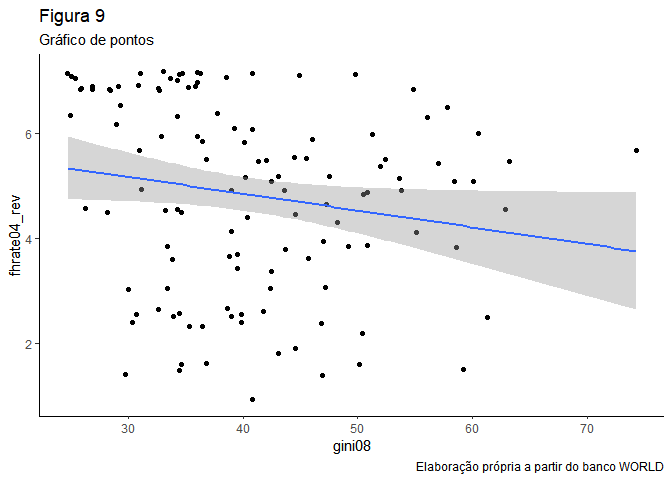 Figura 9
Gráfico de pontos
fhrate04_rev
6
4
2
30 40 50 60 70
gini08
Elaboração própria a partir do banco WORLD